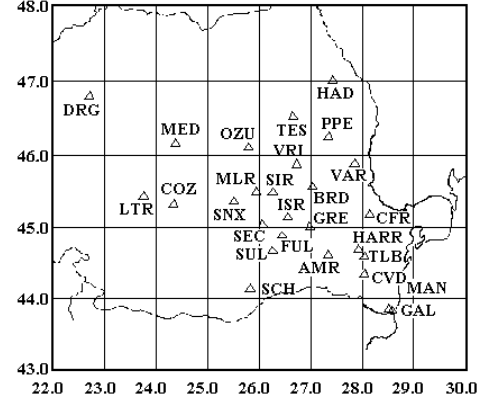 48.0
47.0
HAD
DRG
PPE
MED
TES
OZU
46.0
VRI
VAR
MLR SIR
COZ
BRD
LTR
ISR
SNX
GRE
CFR
45.0
SEC
HARR
FUL
SUL
TLB
AMR
CVD
SCH
MAN
44.0
GAL
43.0
22.0 23.0 24.0 25.0 26.0 27.0 28.0 29.0 30.0